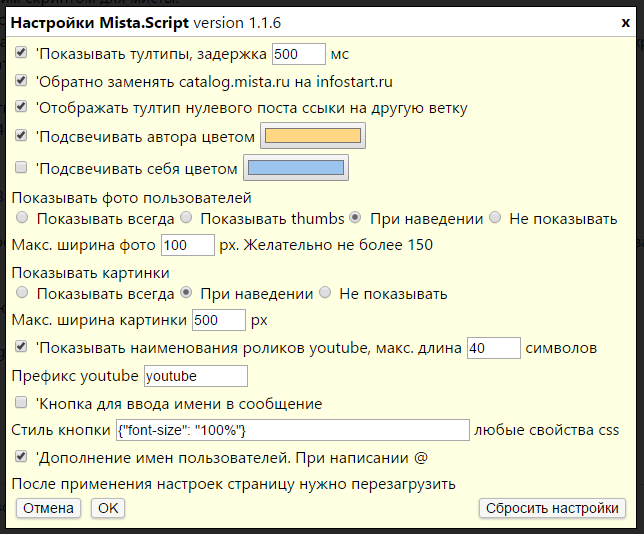 Настройки Mista.Script version 1.1.6 x
'Показывать тултипы, задержка 500 мс
'Обратно заменять catalog.mista.ru на infostart.ru
'Отображать тултип нулевого поста ссыки на другую ветку
'Подсвечивать автора цветом
'Подсвечивать себя цветом
Показывать фото пользователей
Показывать всегда Показывать thumbs При наведении Не показывать
Макс. ширина фото 100 px. Желательно не более 150
Показывать картинки
Показывать всегда При наведении Не показывать
Макс. ширина картинки 500 px
'Показывать наименования роликов youtube, макс. длина 40 символов
Префикс youtube youtube
'Кнопка для ввода имени в сообщение
Стиль кнопки {"font-size": "100%"} любые свойства css
'Дополнение имен пользователей. При написании @
После применения настроек страницу нужно перезагрузить
Отмена OK Сбросить настройки